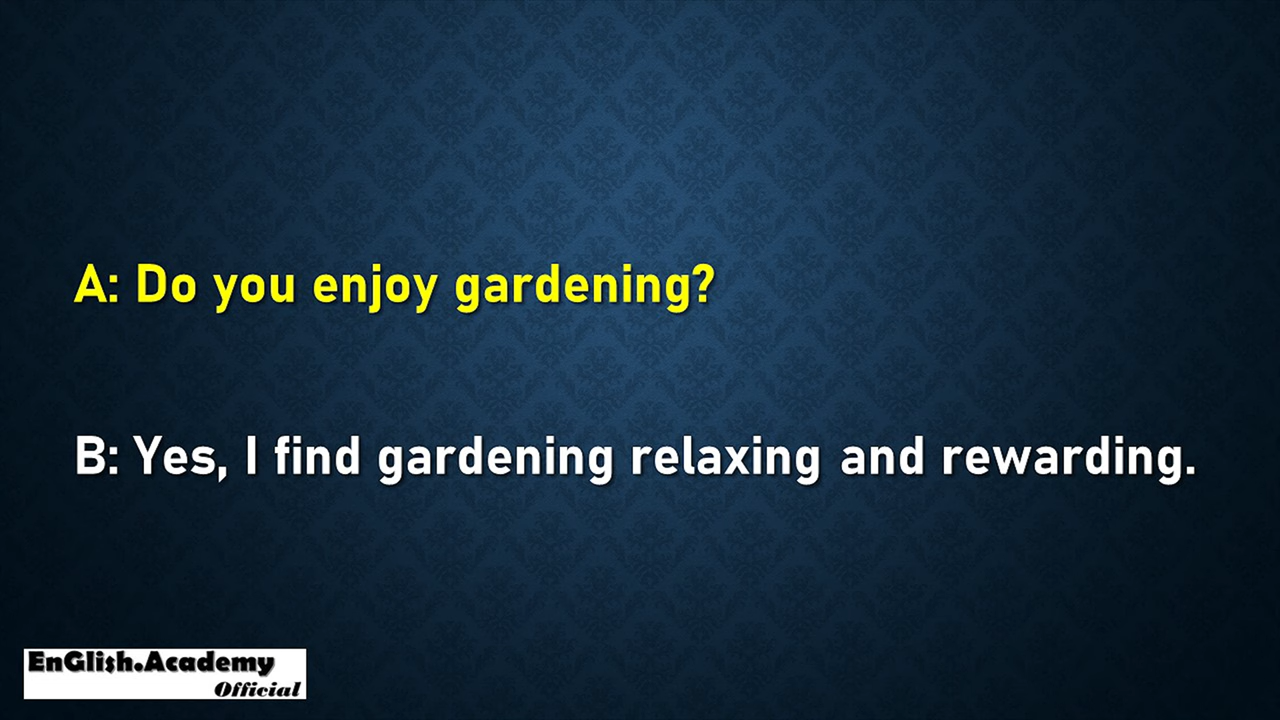 A: Do you enjoy gardening?
B: Yes, I find gardening relaxing and rewarding.
EnGlish.Academy
Official